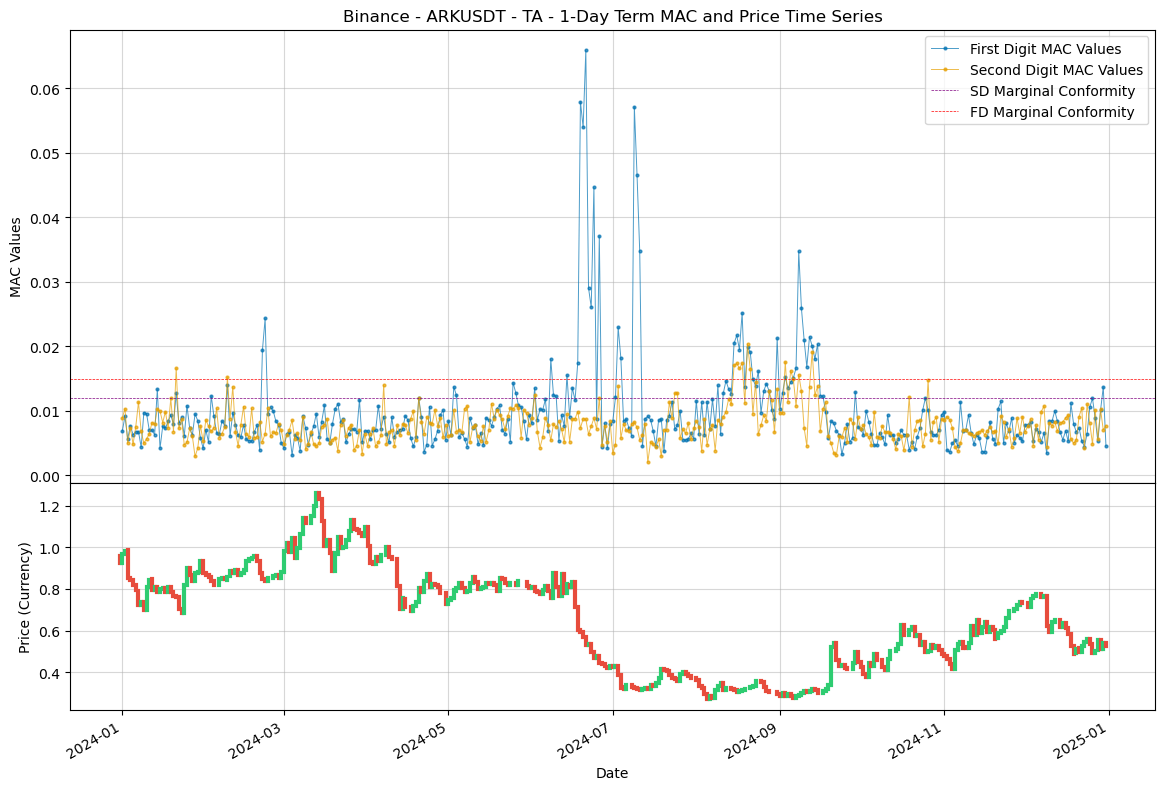 Binance - ARKUSDT - TA - 1-Day Term MAC and Price Time Series
First Digit MAC Values
Second Digit MAC Values
SD Marginal Conformity
FD Marginal Conformity
MAC Values
0.06
0.05
0.04
0.03
0.02
0.01
0.00
Price (Currency)
1.2
1.0
0.8
0.6
0.4
2024-01
2024-03
2024-05
2024-07
2024-09
2024-11
2025-01
Date